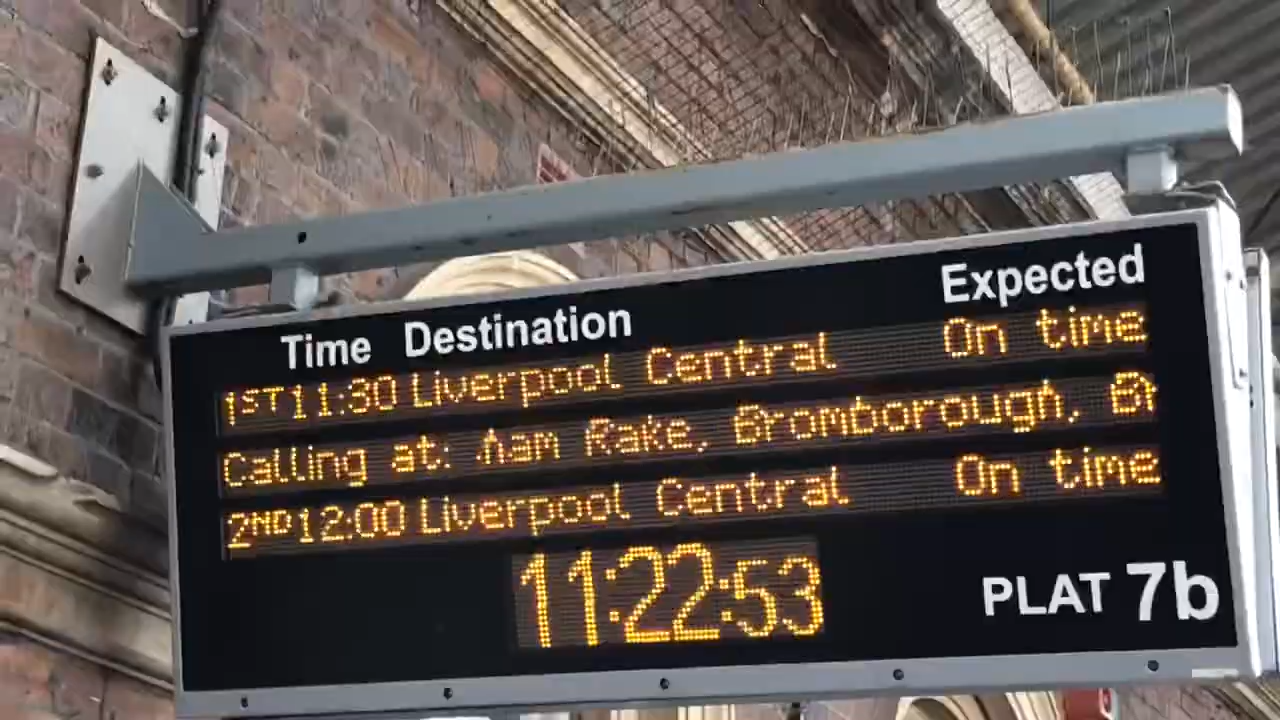 Time Destination Expected
1ST 11:30 Liverpool Central On time
Calling at: Rake, Bromborough,
2ND 12:00 Liverpool Central On time
11:22:53
PLAT 7b